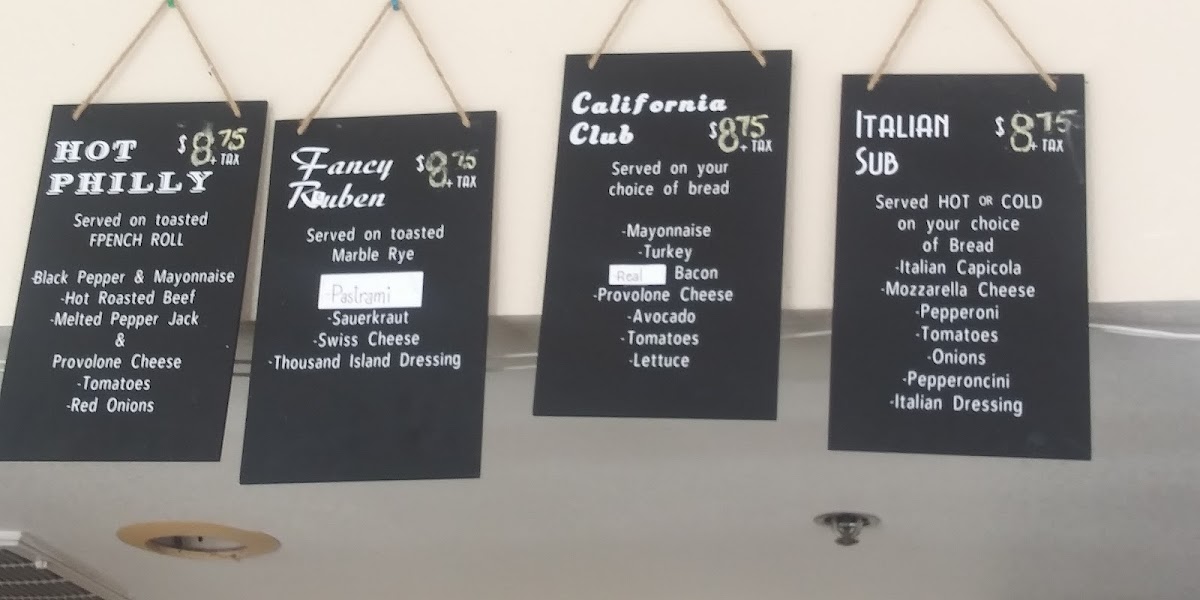 HOT
PHILLY
$8.75
+ TAX
Served on toasted
FPENCH ROLL
-Black Pepper & Mayonnaise
-Hot Roasted Beef
-Melted Pepper Jack
&
Provolone Cheese
-Tomatoes
-Red Onions
Fancy
Ruben
$8.75
+ TAX
Served on toasted
Marble Rye
-Pastrami
-Sauerkraut
-Swiss Cheese
-Thousand Island Dressing
California
Club
$8.75
+ TAX
Served on your
choice of bread
-Mayonnaise
-Turkey
Real Bacon
-Provolone Cheese
-Avocado
-Tomatoes
-Lettuce
ITALIAN
SUB
$8.75
+ TAX
Served HOT OR COLD
on your choice
of Bread
-Italian Capicola
-Mozzarella Cheese
-Pepperoni
-Tomatoes
-Onions
-Pepperoncini
-Italian Dressing